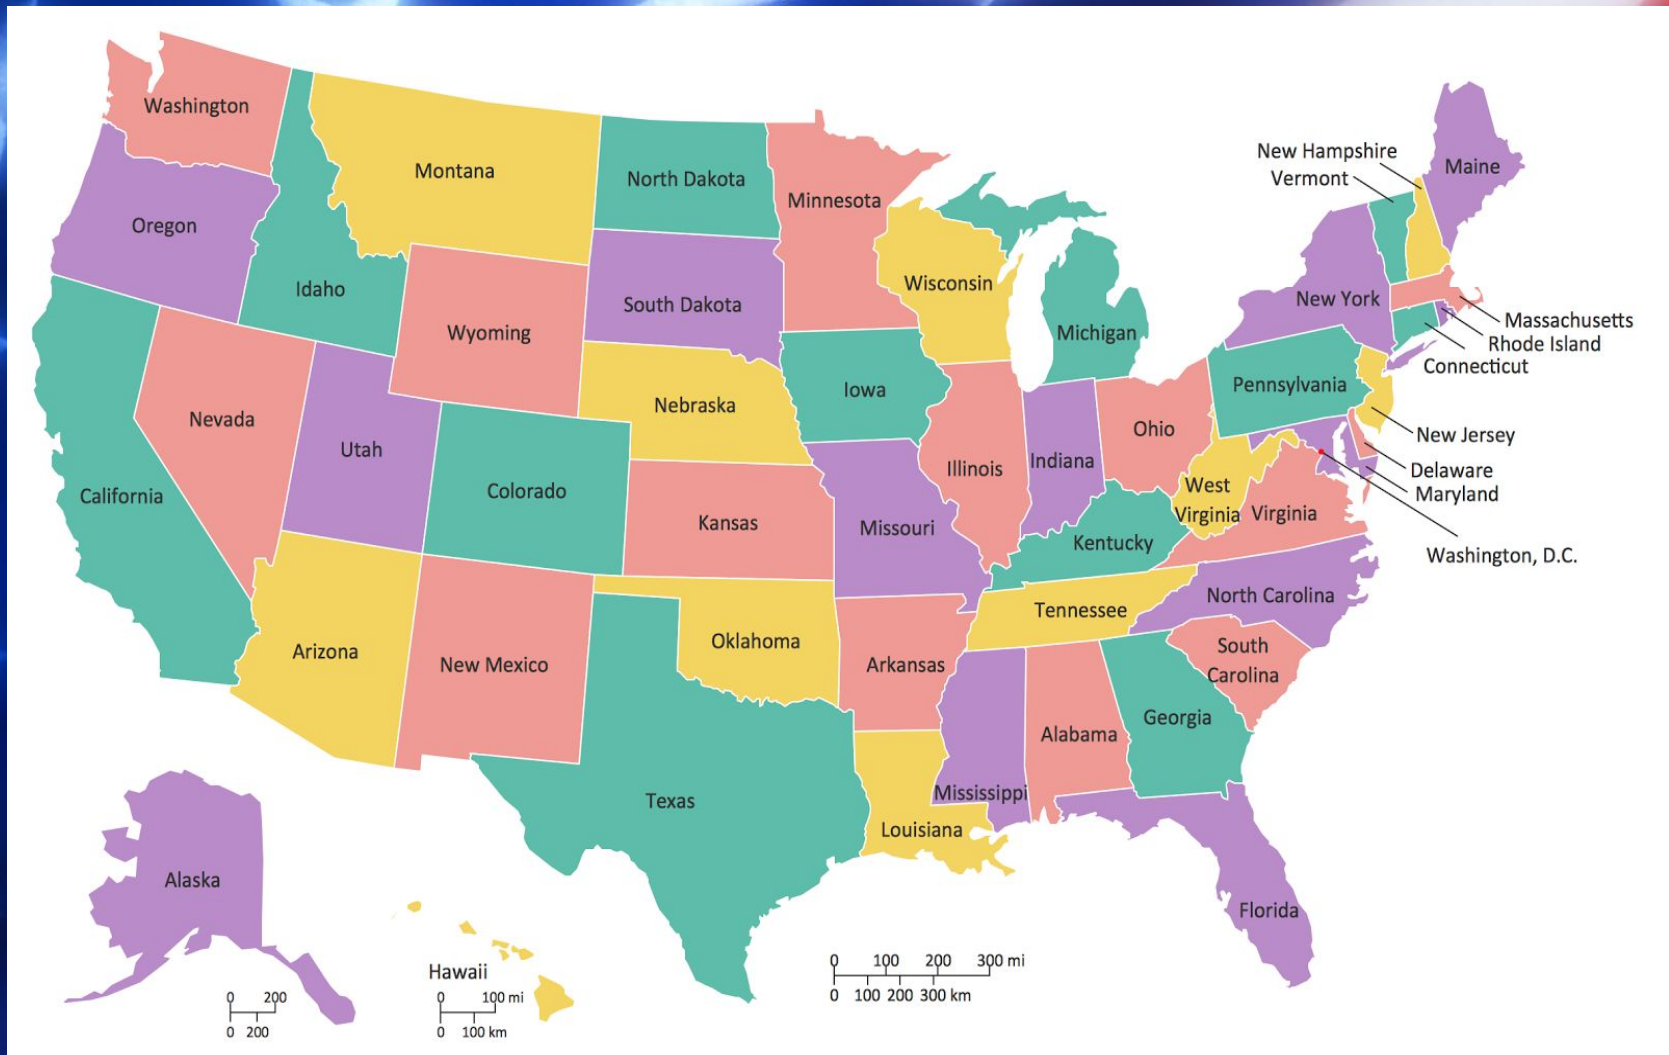 Washington
Montana
North Dakota
Minnesota
New Hampshire
Vermont
Maine
Oregon
Idaho
Wyoming
South Dakota
Wisconsin
Michigan
New York
Massachusetts
Rhode Island
Connecticut
Nevada
Utah
Nebraska
Iowa
Pennsylvania
Ohio
New Jersey
California
Colorado
Kansas
Illinois
Indiana
West
Virginia
Virginia
Delaware
Maryland
Washington, D.C.
Missouri
Kentucky
Arizona
New Mexico
Oklahoma
Arkansas
Tennessee
North Carolina
South
Carolina
Texas
Louisiana
Mississippi
Alabama
Georgia
Florida
Alaska
0 200
0 200
Hawaii
0 100 mi
0 100 km
0 100 200 300 mi
0 100 200 300 km